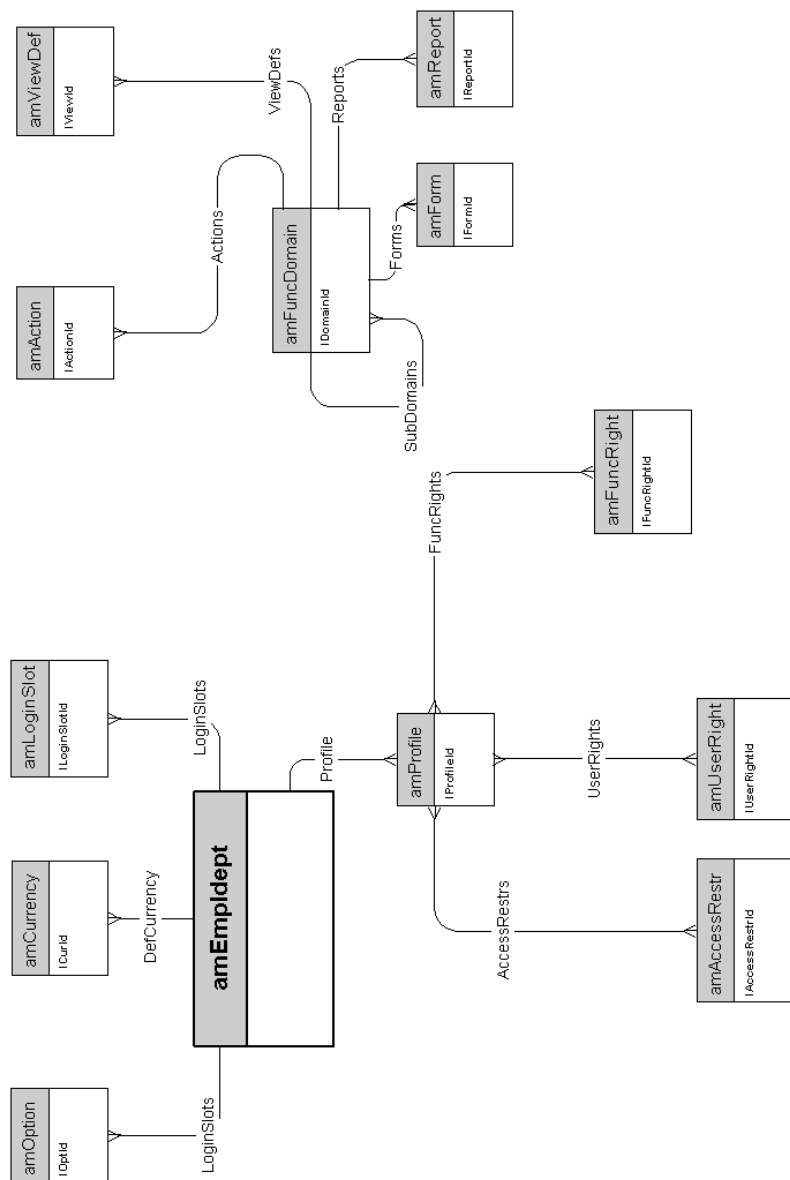 amOption
lOptId
amCurrency
lCurId
amLoginSlot
lLoginSlotId
amAction
lActionId
amViewDef
lViewId
LoginSlots
DefCurrency
LoginSlots
Actions
ViewDefs
amEmpldept
amFuncDomain
lDomainId
Profile
Reports
Forms
SubDomains
amProfile
lProfileId
amForm
lFormId
amReport
lReportId
FuncRights
AccessRestrs
UserRights
amFuncRight
lFuncRightId
amAccessRestr
lAccessRestrId
amUserRight
lUserRightId